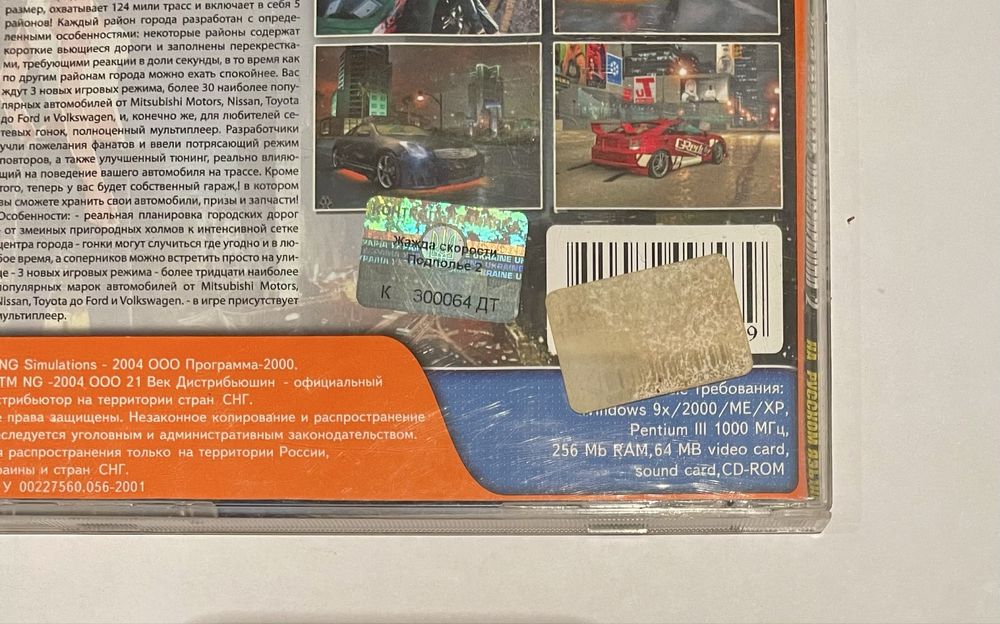 размер, охватывает 124 мили трасс и включает в себя 5
районов! Каждый район города разработан с опреде-
ленными особенностями: некоторые районы содержат
короткие вьющиеся дороги и заполнены перекрестка-
ми, требующими реакции в доли секунды, в то время как
по другим районам города можно ехать спокойнее. Вас
ждут 3 новых игровых режима, более 30 наиболее попу-
лярных автомобилей от Mitsubishi Motors, Nissan, Toyota
до Ford и Volkswagen, и, конечно же, для любителей се-
тевых гонок, полноценный мультиплеер. Разработчики
учли пожелания фанатов и ввели потрясающий режим
повторов, а также улучшенный тюнинг, реально влияю-
щий на поведение вашего автомобиля на трассе. Кроме
того, теперь у вас будет собственный гараж,! в котором
вы сможете хранить свои автомобили, призы и запчасти!
Особенности: - реальная планировка городских дорог
- от змеиных пригородных холмов к интенсивной сетке
центра города - гонки могут случиться где угодно и в лю-
бое время, а соперников можно встретить просто на ули-
це - 3 новых игровых режима - более тридцати наиболее
популярных марок автомобилей от Mitsubishi Motors,
Nissan, Toyota до Ford и Volkswagen. - в игре присутствует
мультиплеер.
Жажда скорости
Подполье 2
UKRAINE
К 300064 ДТ
9
NG Simulations - 2004 ООО Программа-2000.
TM NG -2004 ООО 21 Век Дистрибьюшин - официальный
стрибьютор на территории стран СНГ.
е права защищены. Незаконное копирование и распространение
еследуется уголовным и административным законодательством.
я распространения только на территории России,
раины и стран СНГ.
У 00227560.056-2001
требования:
Windows 9x/2000/ME/XP,
Pentium III 1000 МГц,
256 Mb RAM,64 MB video card,
sound card,CD-ROM
НА РУССКОМ ЯЗЫК